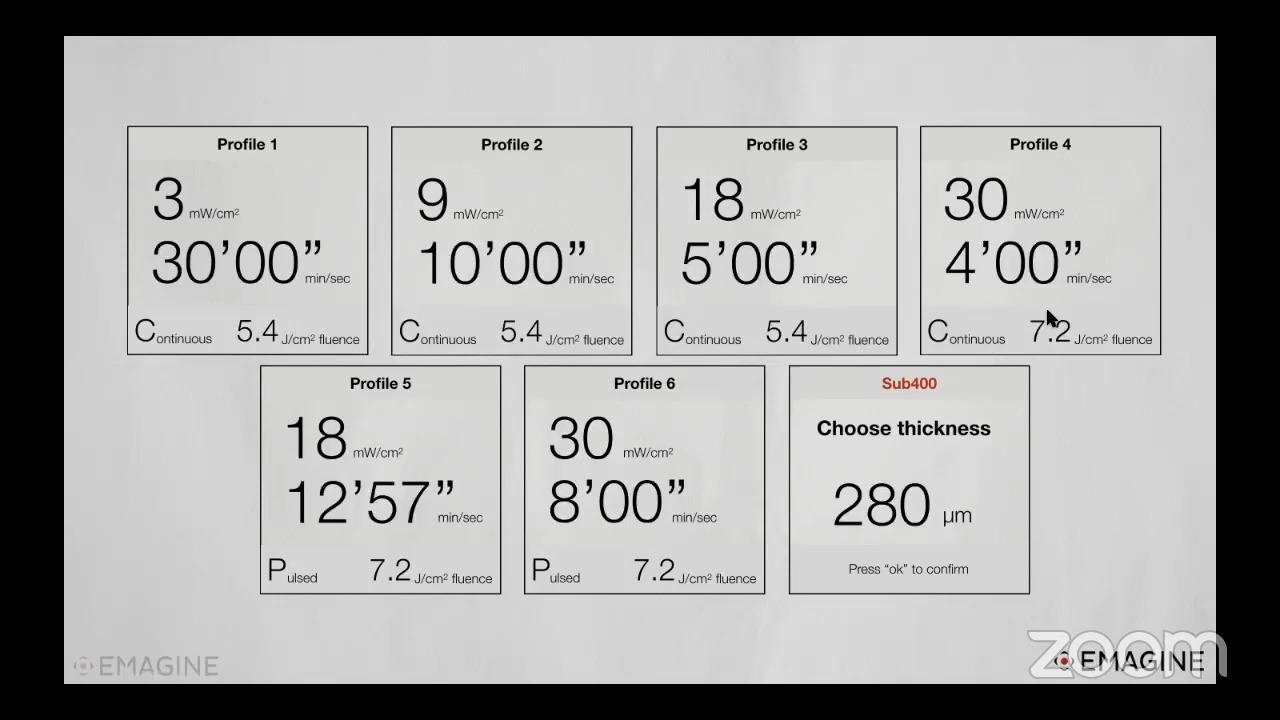 Profile 1
3 mW/cm²
30’00” min/sec
Continuous 5.4 J/cm² fluence
Profile 2
9 mW/cm²
10’00” min/sec
Continuous 5.4 J/cm² fluence
Profile 3
18 mW/cm²
5’00” min/sec
Continuous 5.4 J/cm² fluence
Profile 4
30 mW/cm²
4’00” min/sec
Continuous 7.2 J/cm² fluence
Profile 5
18 mW/cm²
12’57” min/sec
Pulsed 7.2 J/cm² fluence
Profile 6
30 mW/cm²
8’00” min/sec
Pulsed 7.2 J/cm² fluence
Sub400
Choose thickness
280 µm
Press “ok” to confirm
EMAGINE
zoom
EMAGINE